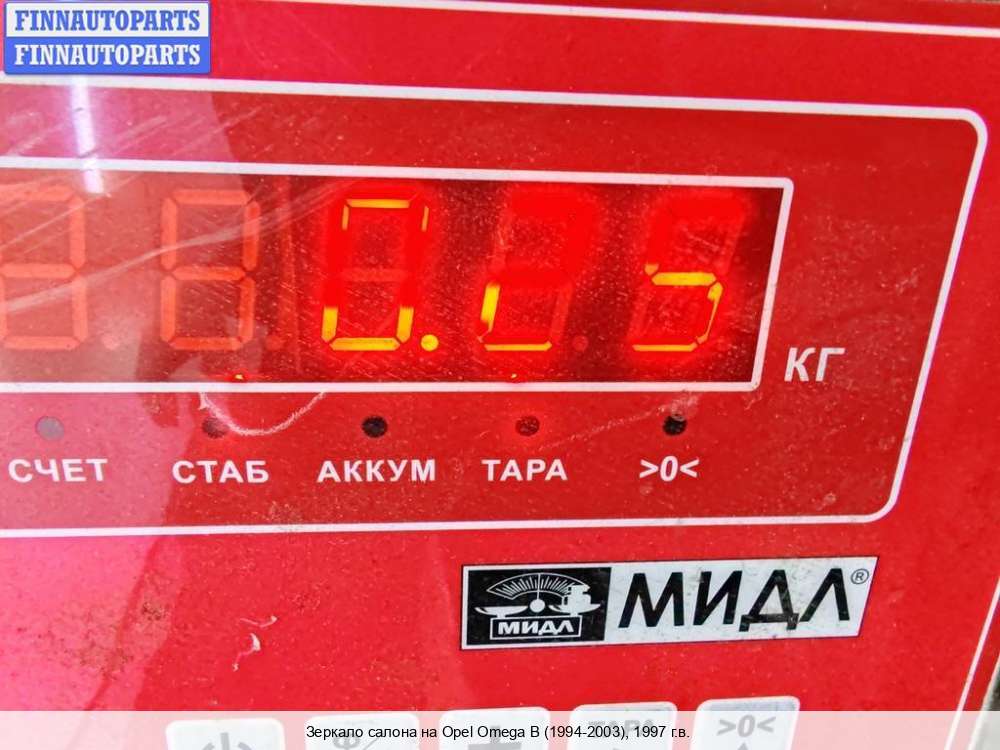 FINNAUTOPARTS
FINNAUTOPARTS
КГ
СЧЕТ СТАБ АККУМ ТАРА >0<
МИДЛ МИДЛ®
ТАРА >0<
Зеркало салона на Opel Omega B (1994-2003), 1997 г.в.